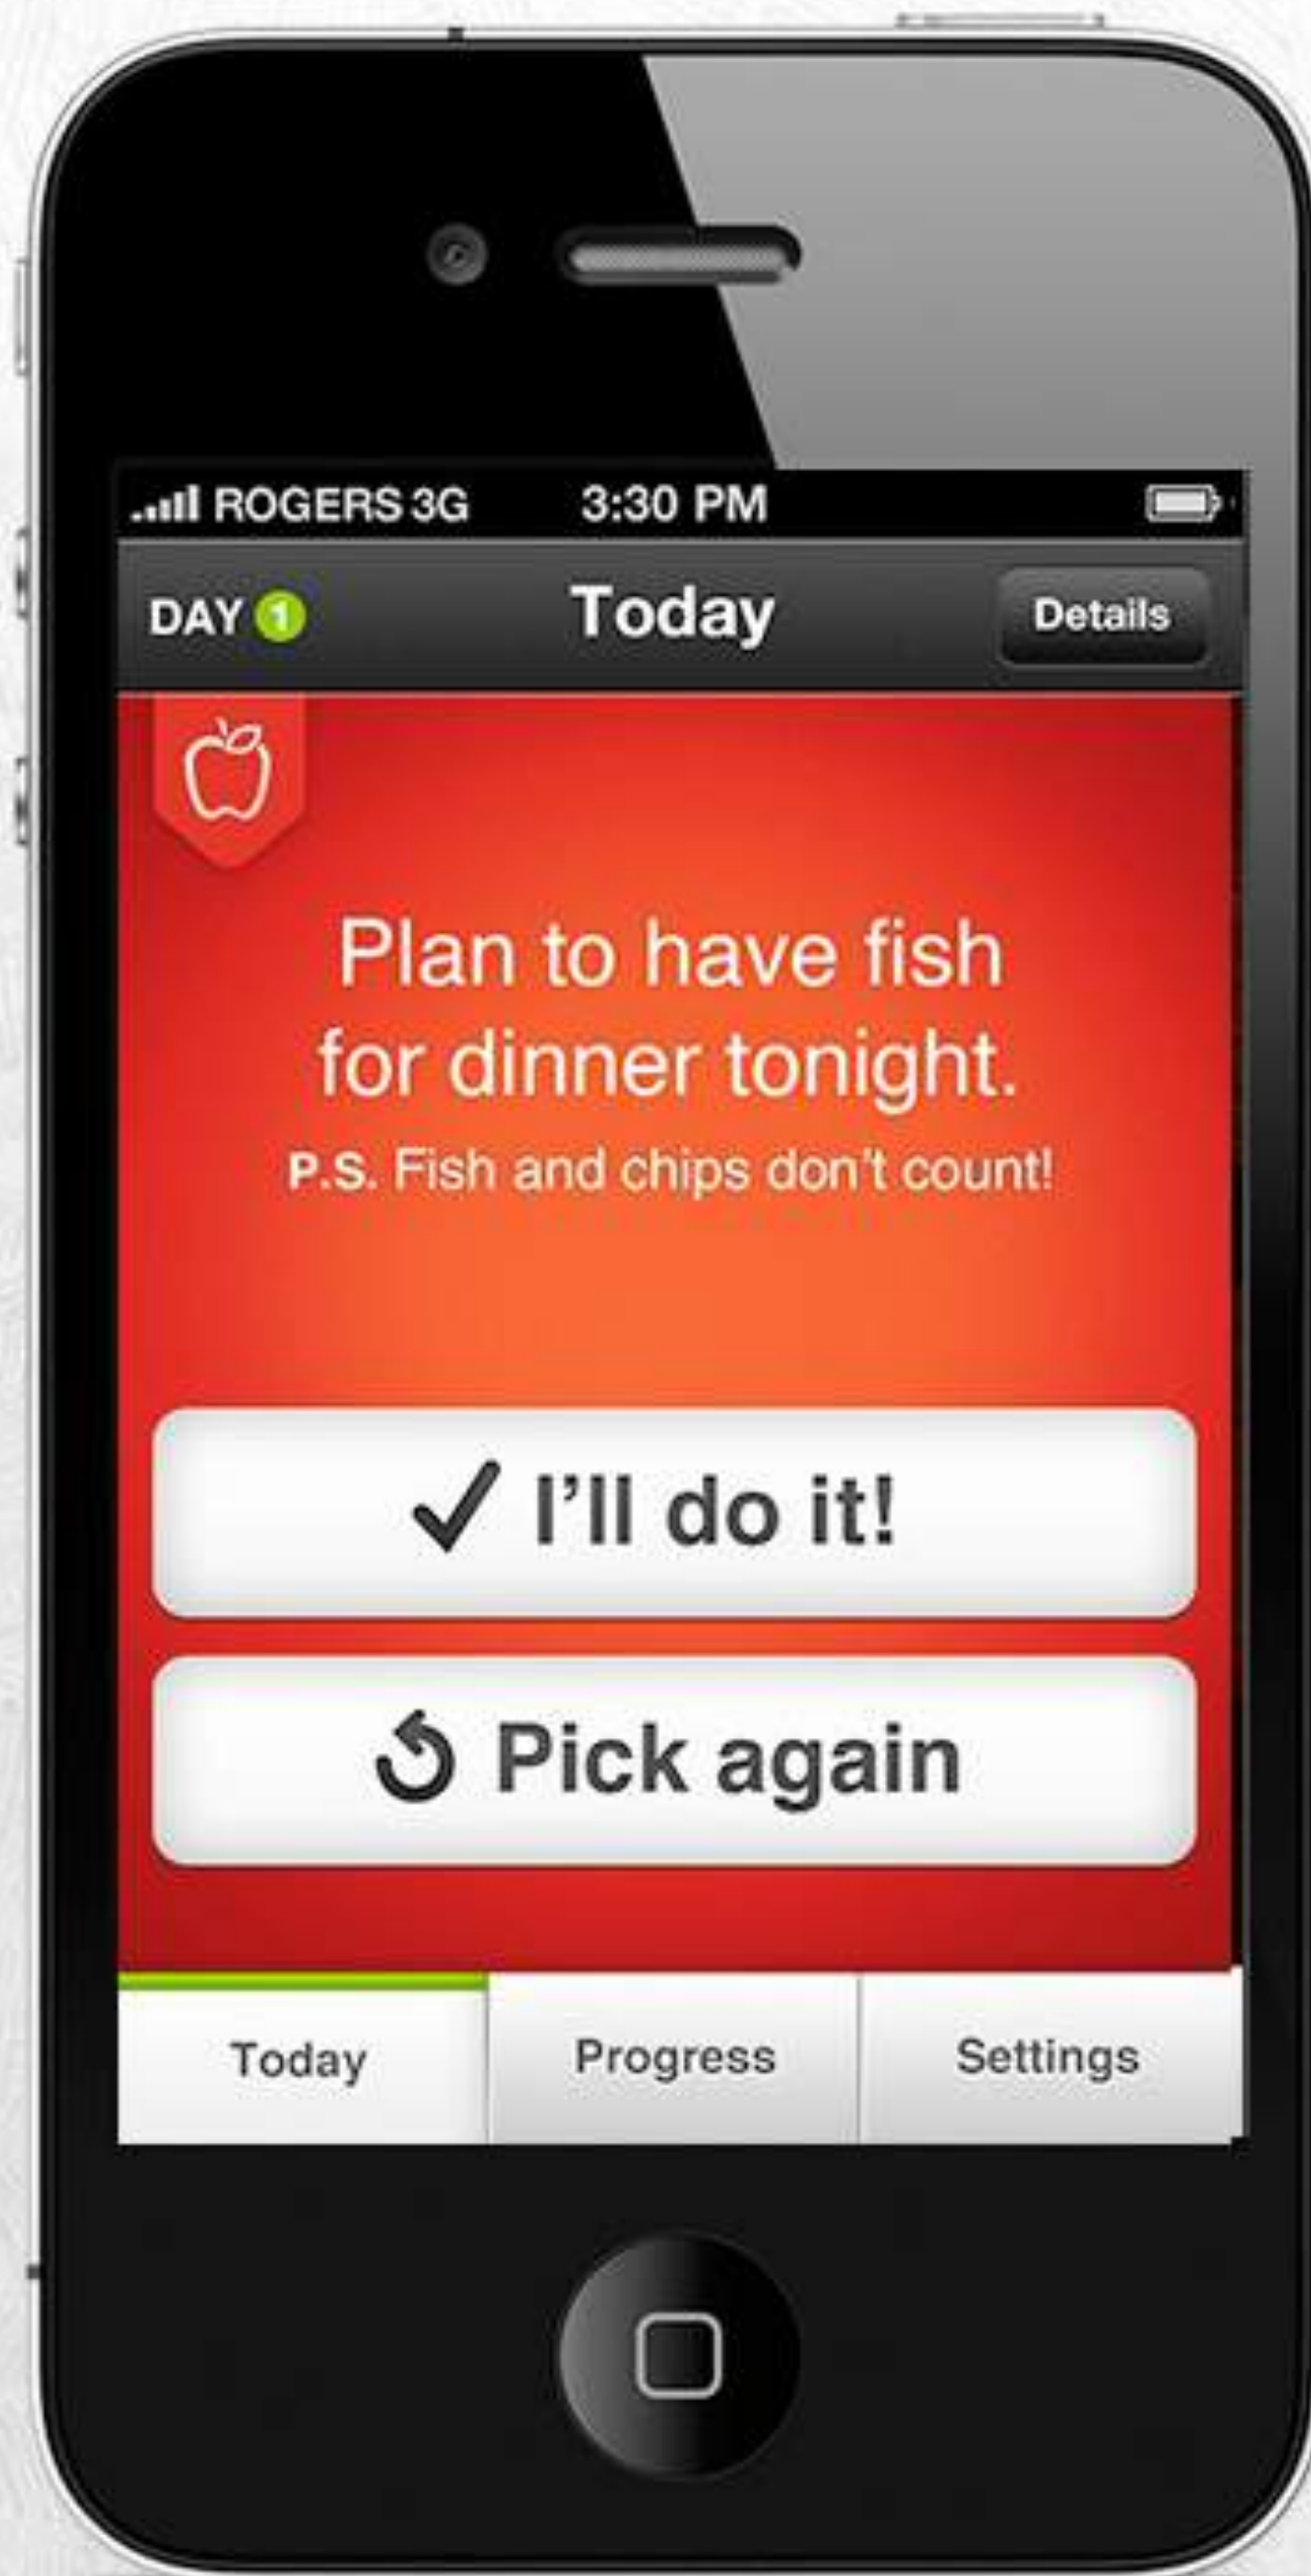 ROGERS 3G 3:30 PM
DAY 1 Today Details
Plan to have fish
for dinner tonight.
P.S. Fish and chips don't count!
I'll do it!
Pick again
Today Progress Settings